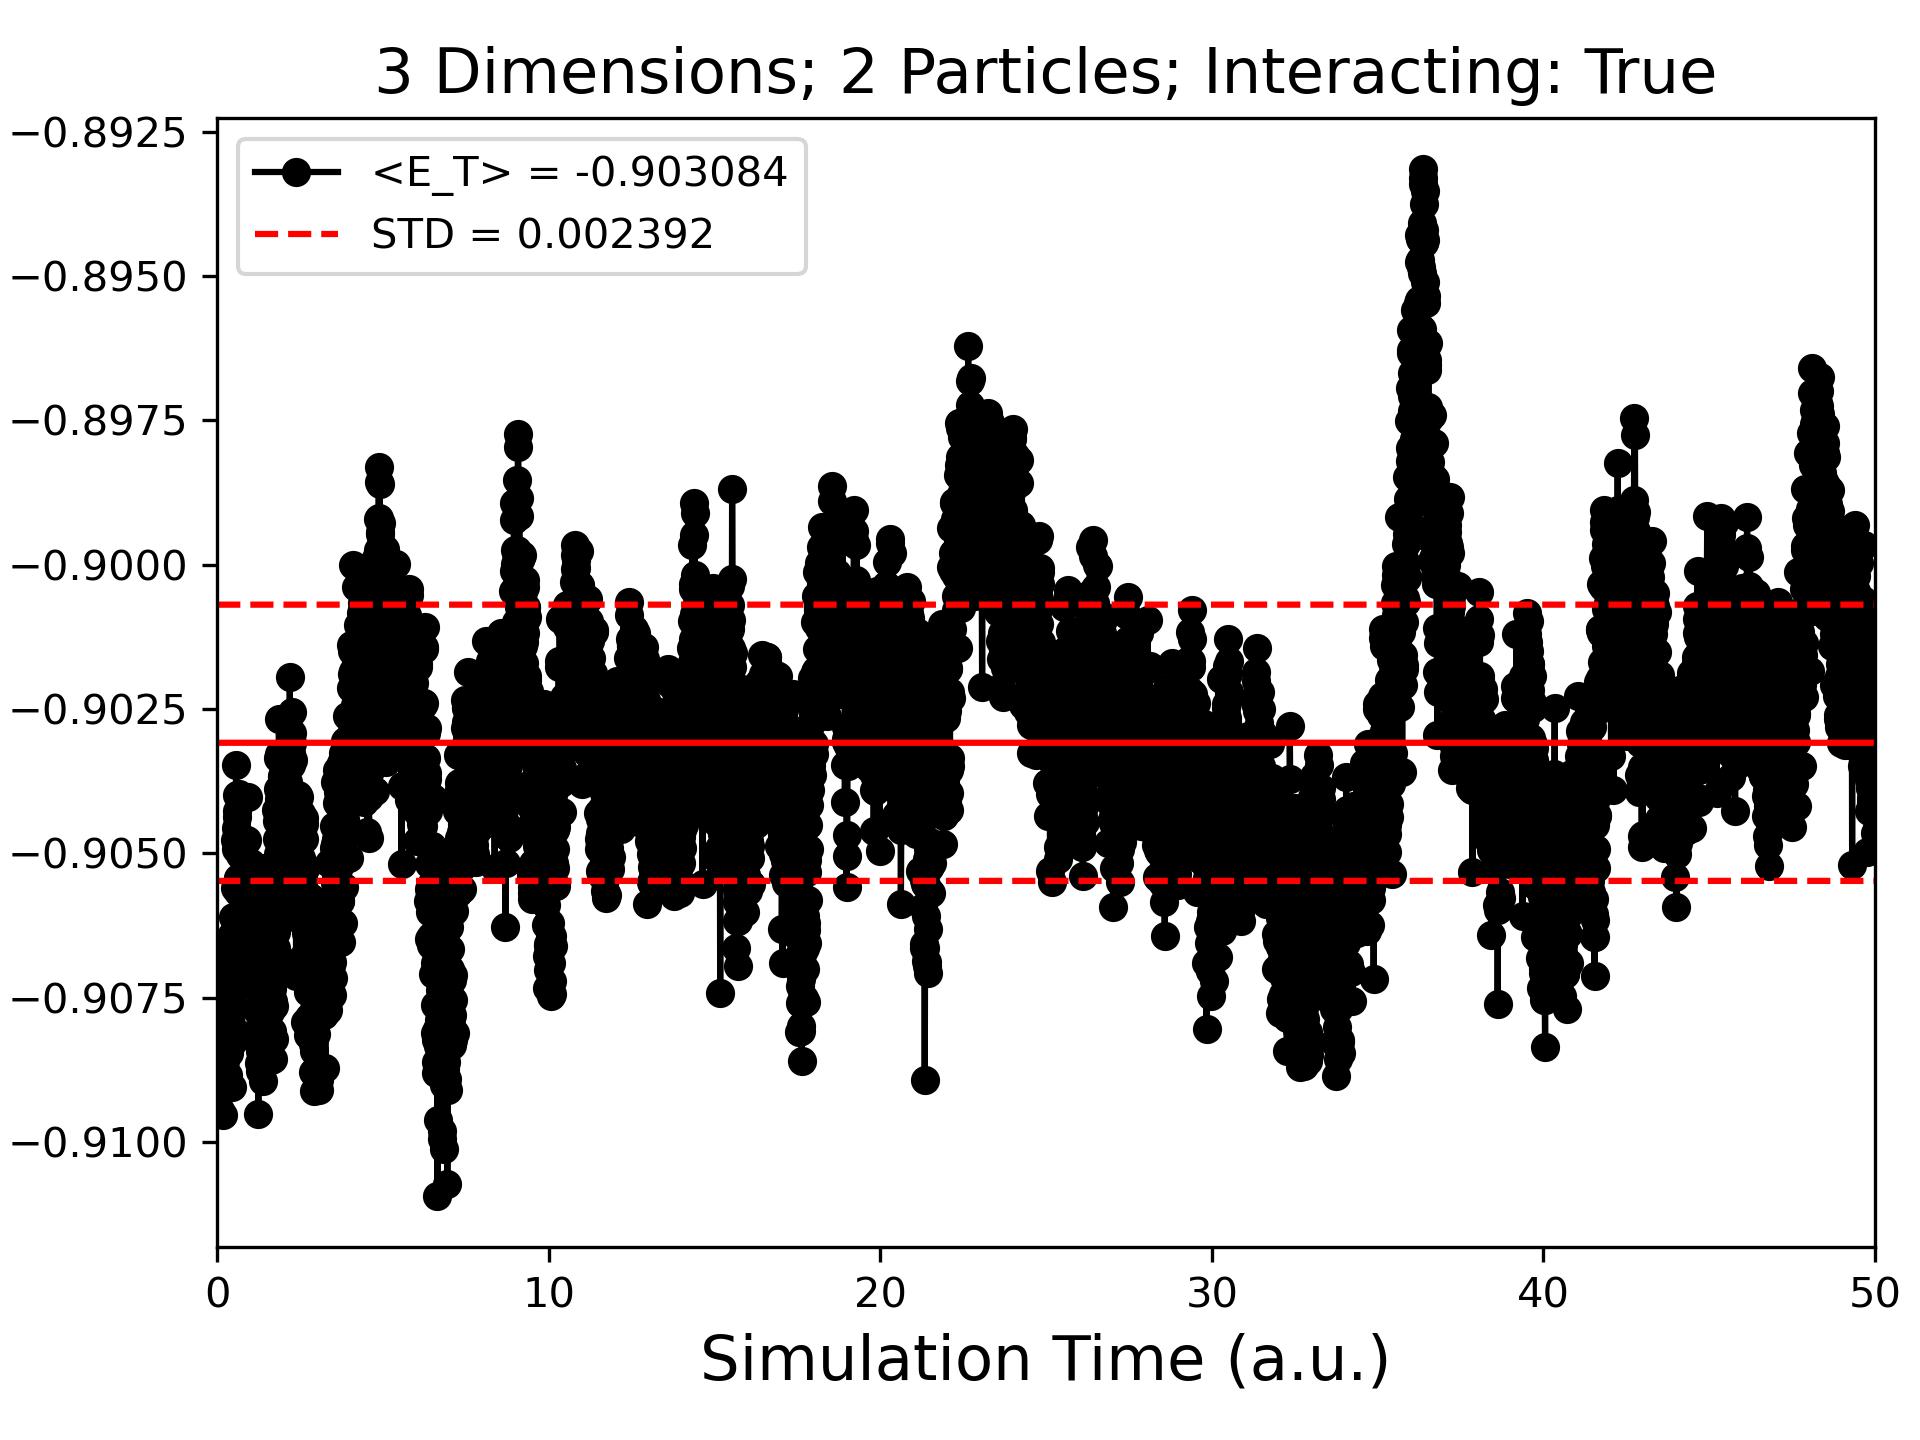 3 Dimensions; 2 Particles; Interacting: True
−0.8925
−0.8950
−0.8975
−0.9000
−0.9025
−0.9050
−0.9075
−0.9100
<E_T> = -0.903084
STD = 0.002392
0 10 20 30 40 50
Simulation Time (a.u.)